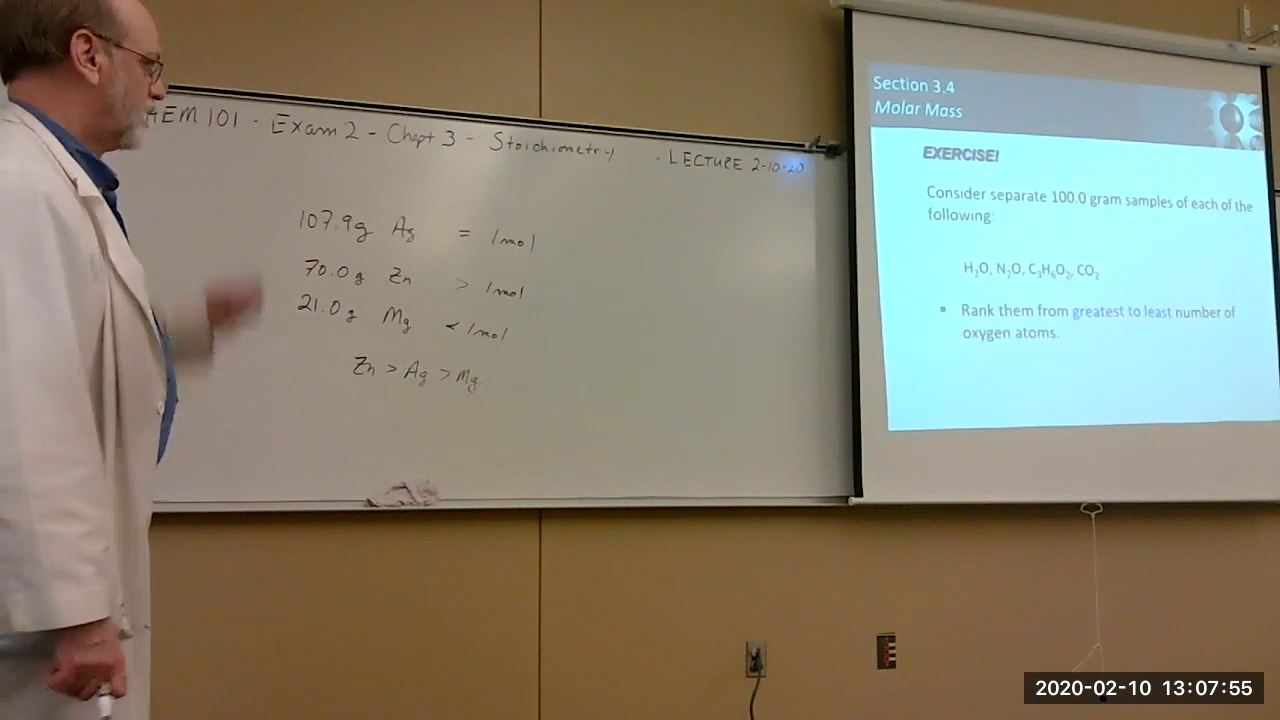 HEM 101 - Exam 2 - Chapt 3 - Stoichiometry - LECTURE 2-10-20
107.9g Ag = 1mol
70.0g Zn > 1mol
21.0g Mg < 1mol
Zn > Ag > Mg
Section 3.4
Molar Mass
EXERCISE!
Consider separate 100.0 gram samples of each of the
following:
H₂O, N₂O, C₃H₆O₂, CO₂
▪ Rank them from greatest to least number of
oxygen atoms.
2020-02-10 13:07:55